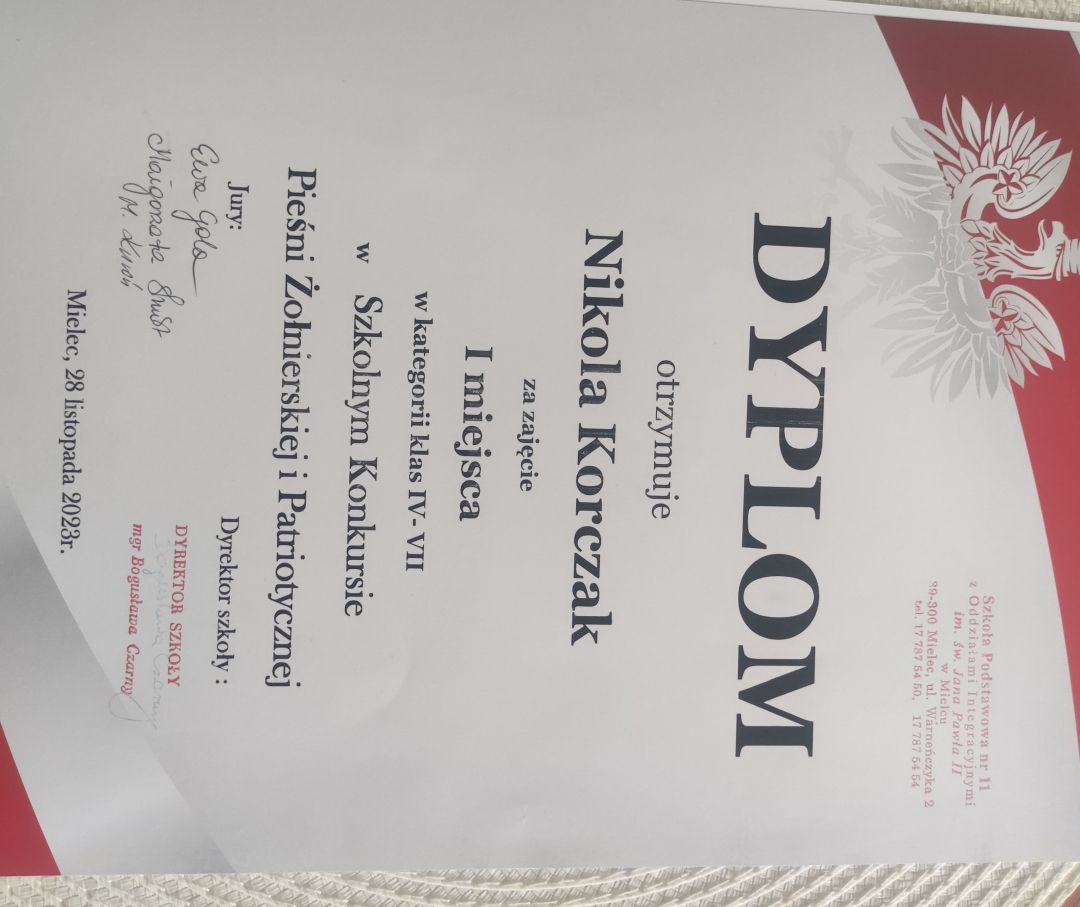 Szkoła Podstawowa nr 11
z Oddziałami Integracyjnymi
im. św. Jana Pawła II
w Mielcu
39-300 Mielec, ul. Warneńczyka 2
tel. 17 787 54 50, 17 787 54 54
DYPLOM
otrzymuje
Nikola Korczak
za zajęcie
I miejsca
w kategorii klas IV- VII
w Szkolnym Konkursie
Pieśni Żołnierskiej i Patriotycznej
Jury:
Ewa Gola
Małgorzata
M.
Dyrektor szkoły :
DYREKTOR SZKOŁY
mgr Bogusława Czarny
Mielec, 28 listopada 2023r.